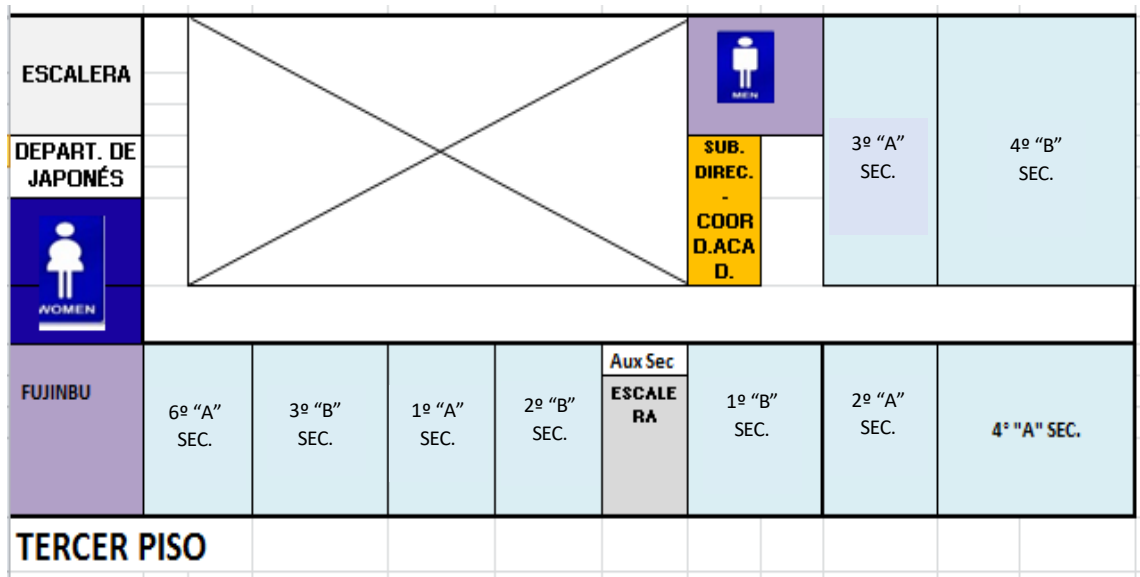 ESCALERA
DEPART. DE
JAPONÉS
WOMEN
MEN
SUB.
DIREC.
-
COOR
D.ACA
D.
3º “A”
SEC.
4º “B”
SEC.
FUJINBU
6º “A”
SEC.
3º “B”
SEC.
1º “A”
SEC.
2º “B”
SEC.
Aux Sec
ESCALE
RA
1º “B”
SEC.
2º “A”
SEC.
4° "A" SEC.
TERCER PISO